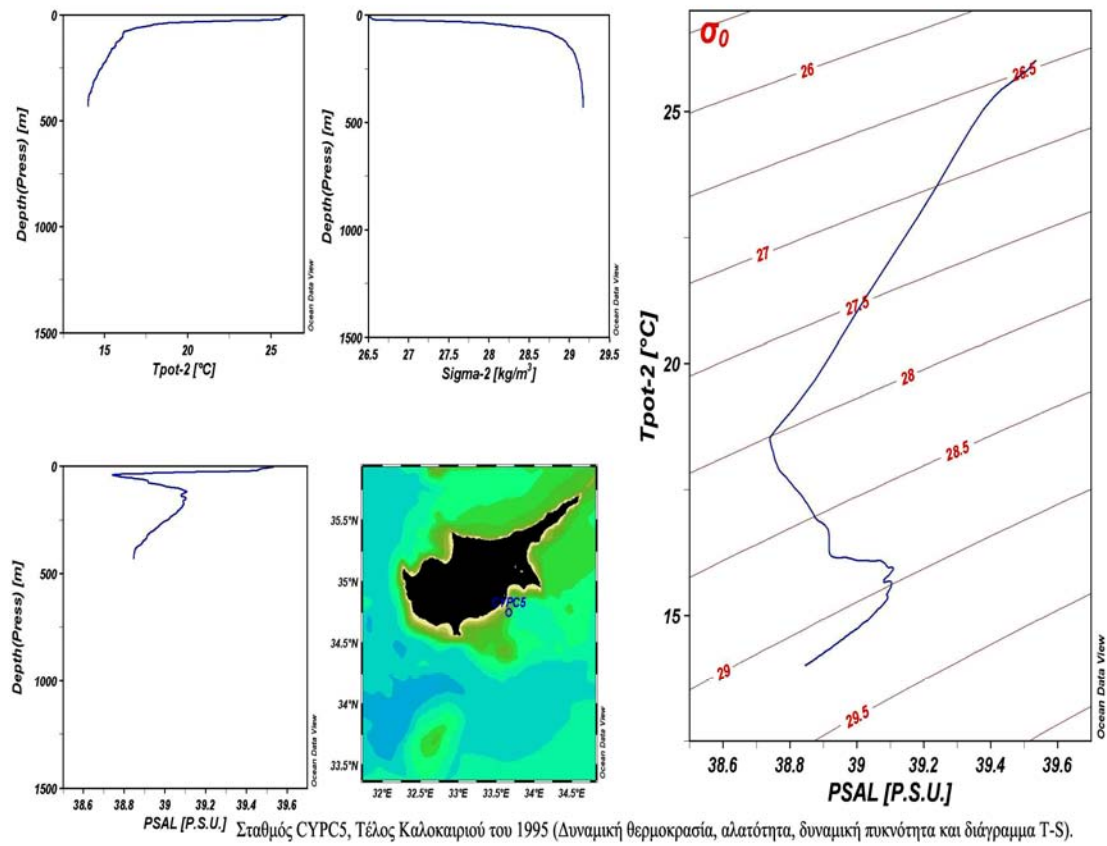 0
500
1000
1500
Depth(Press) [m]
15
20
25
Tpot-2 [°C]
Ocean Data View
0
500
1000
1500
Depth(Press) [m]
26.5
27
27.5
28
28.5
29
29.5
Sigma-2 [kg/m³]
Ocean Data View
σ0
26
26.5
27
27.5
28
28.5
29
29.5
25
20
15
Tpot-2 [°C]
38.6
38.8
39
39.2
39.4
39.6
PSAL [P.S.U.]
Ocean Data View
0
500
1000
1500
Depth(Press) [m]
38.6
38.8
39
39.2
39.4
39.6
PSAL [P.S.U.]
Ocean Data View
35.5°N
35°N
34.5°N
34°N
33.5°N
CYPC5
32°E
32.5°E
33°E
33.5°E
34°E
34.5°E
Ocean Data View
Σταθμός CYPC5, Τέλος Καλοκαιριού του 1995 (Δυναμική θερμοκρασία, αλατότητα, δυναμική πυκνότητα και διάγραμμα T-S).